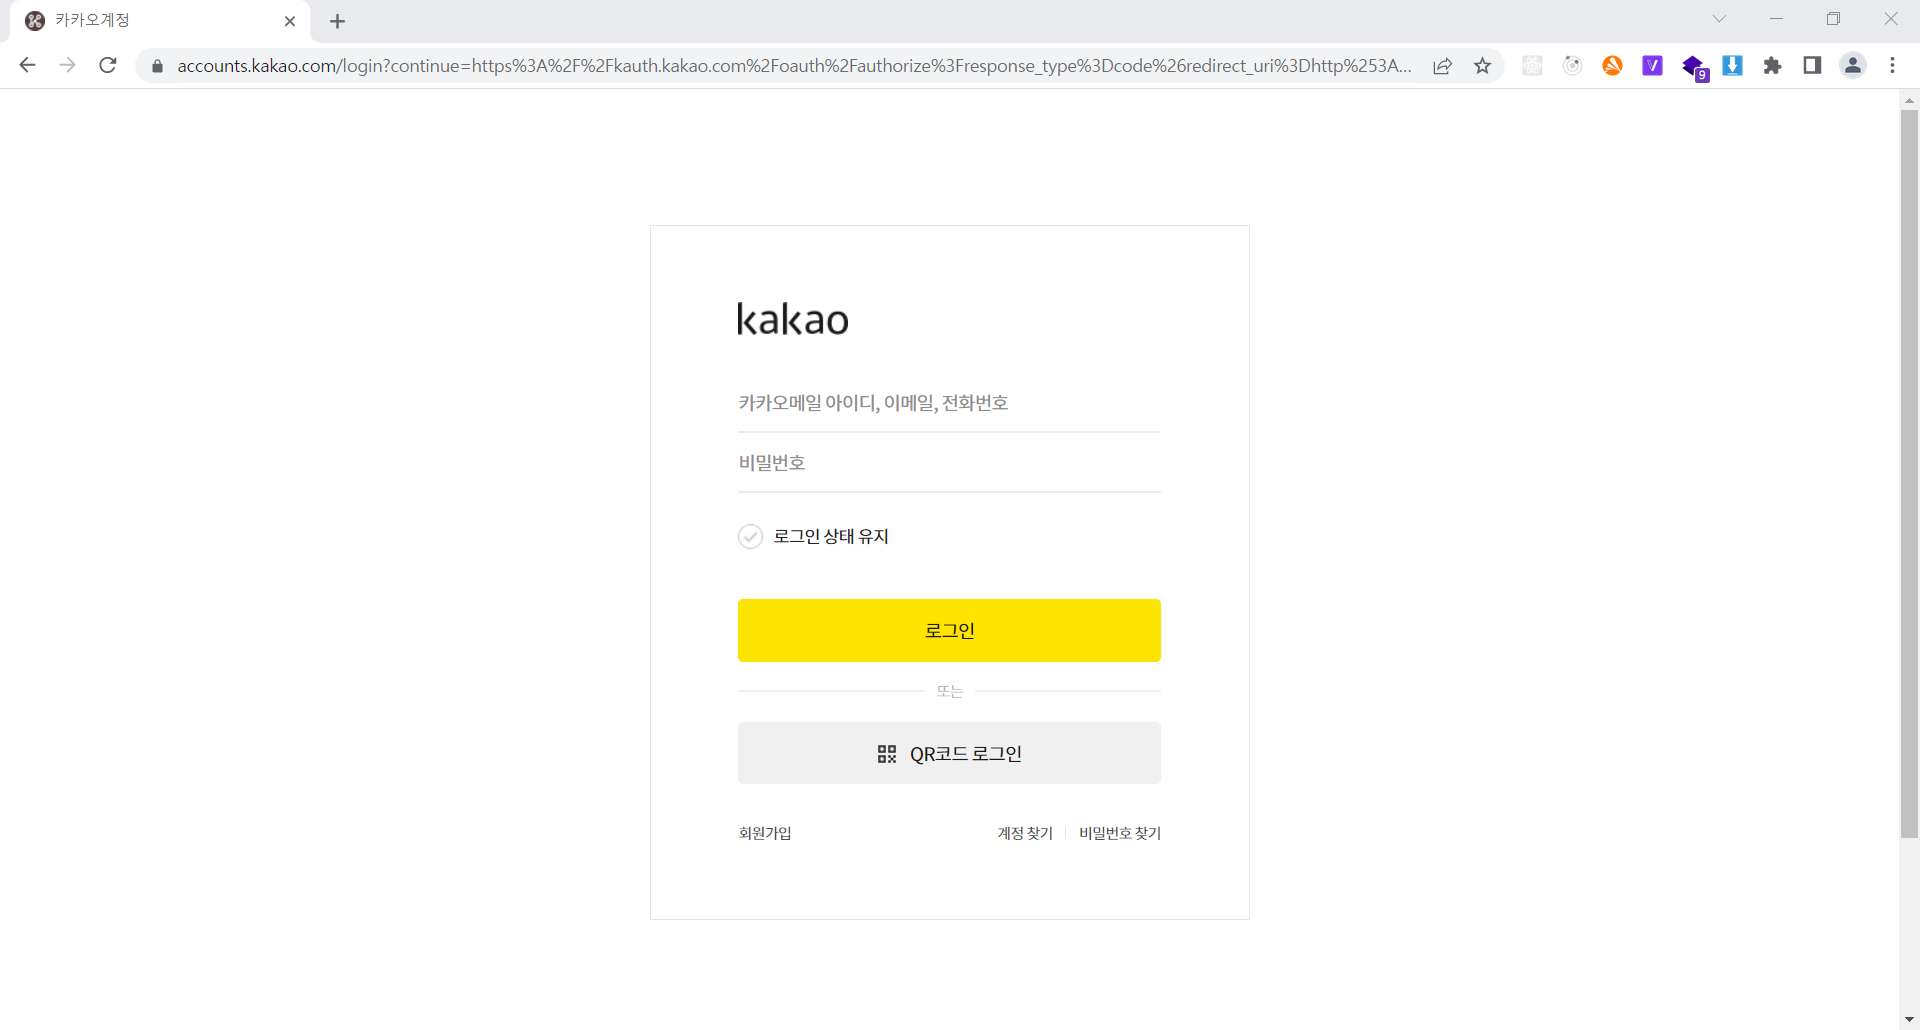 카카오계정
accounts.kakao.com/login?continue=https%3A%2F%2Fkauth.kakao.com%2Foauth%2Fauthorize%3Fresponse_type%3Dcode%26redirect_uri%3Dhttp%253A...
9
kakao
카카오메일 아이디, 이메일, 전화번호
비밀번호
로그인 상태 유지
로그인
또는
QR코드 로그인
회원가입 계정 찾기 비밀번호 찾기